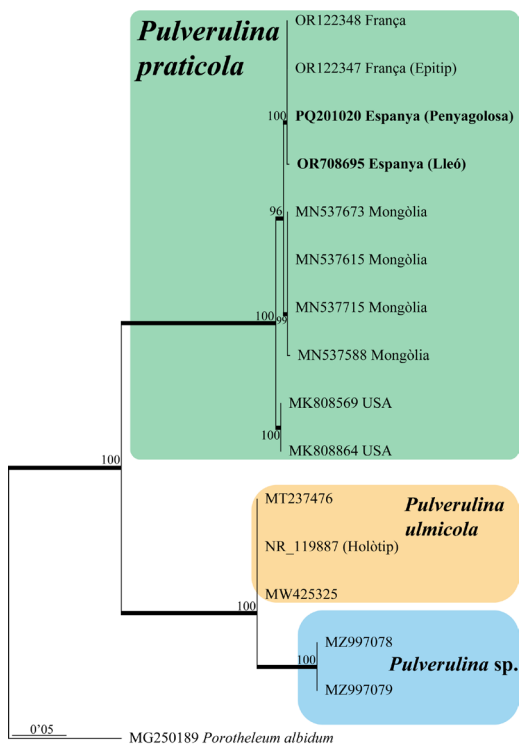 Pulverulina
praticola
OR122348 França
OR122347 França (Epitip)
100
PQ201020 Espanya (Penyagolosa)
OR708695 Espanya (Lleó)
96
MN537673 Mongòlia
MN537615 Mongòlia
MN537715 Mongòlia
100
99
MN537588 Mongòlia
MK808569 USA
100
MK808864 USA
100
MT237476
Pulverulina
ulmicola
NR_119887 (Holòtip)
MW425325
100
MZ997078
100
Pulverulina sp.
MZ997079
0’05
MG250189 Porotheleum albidum